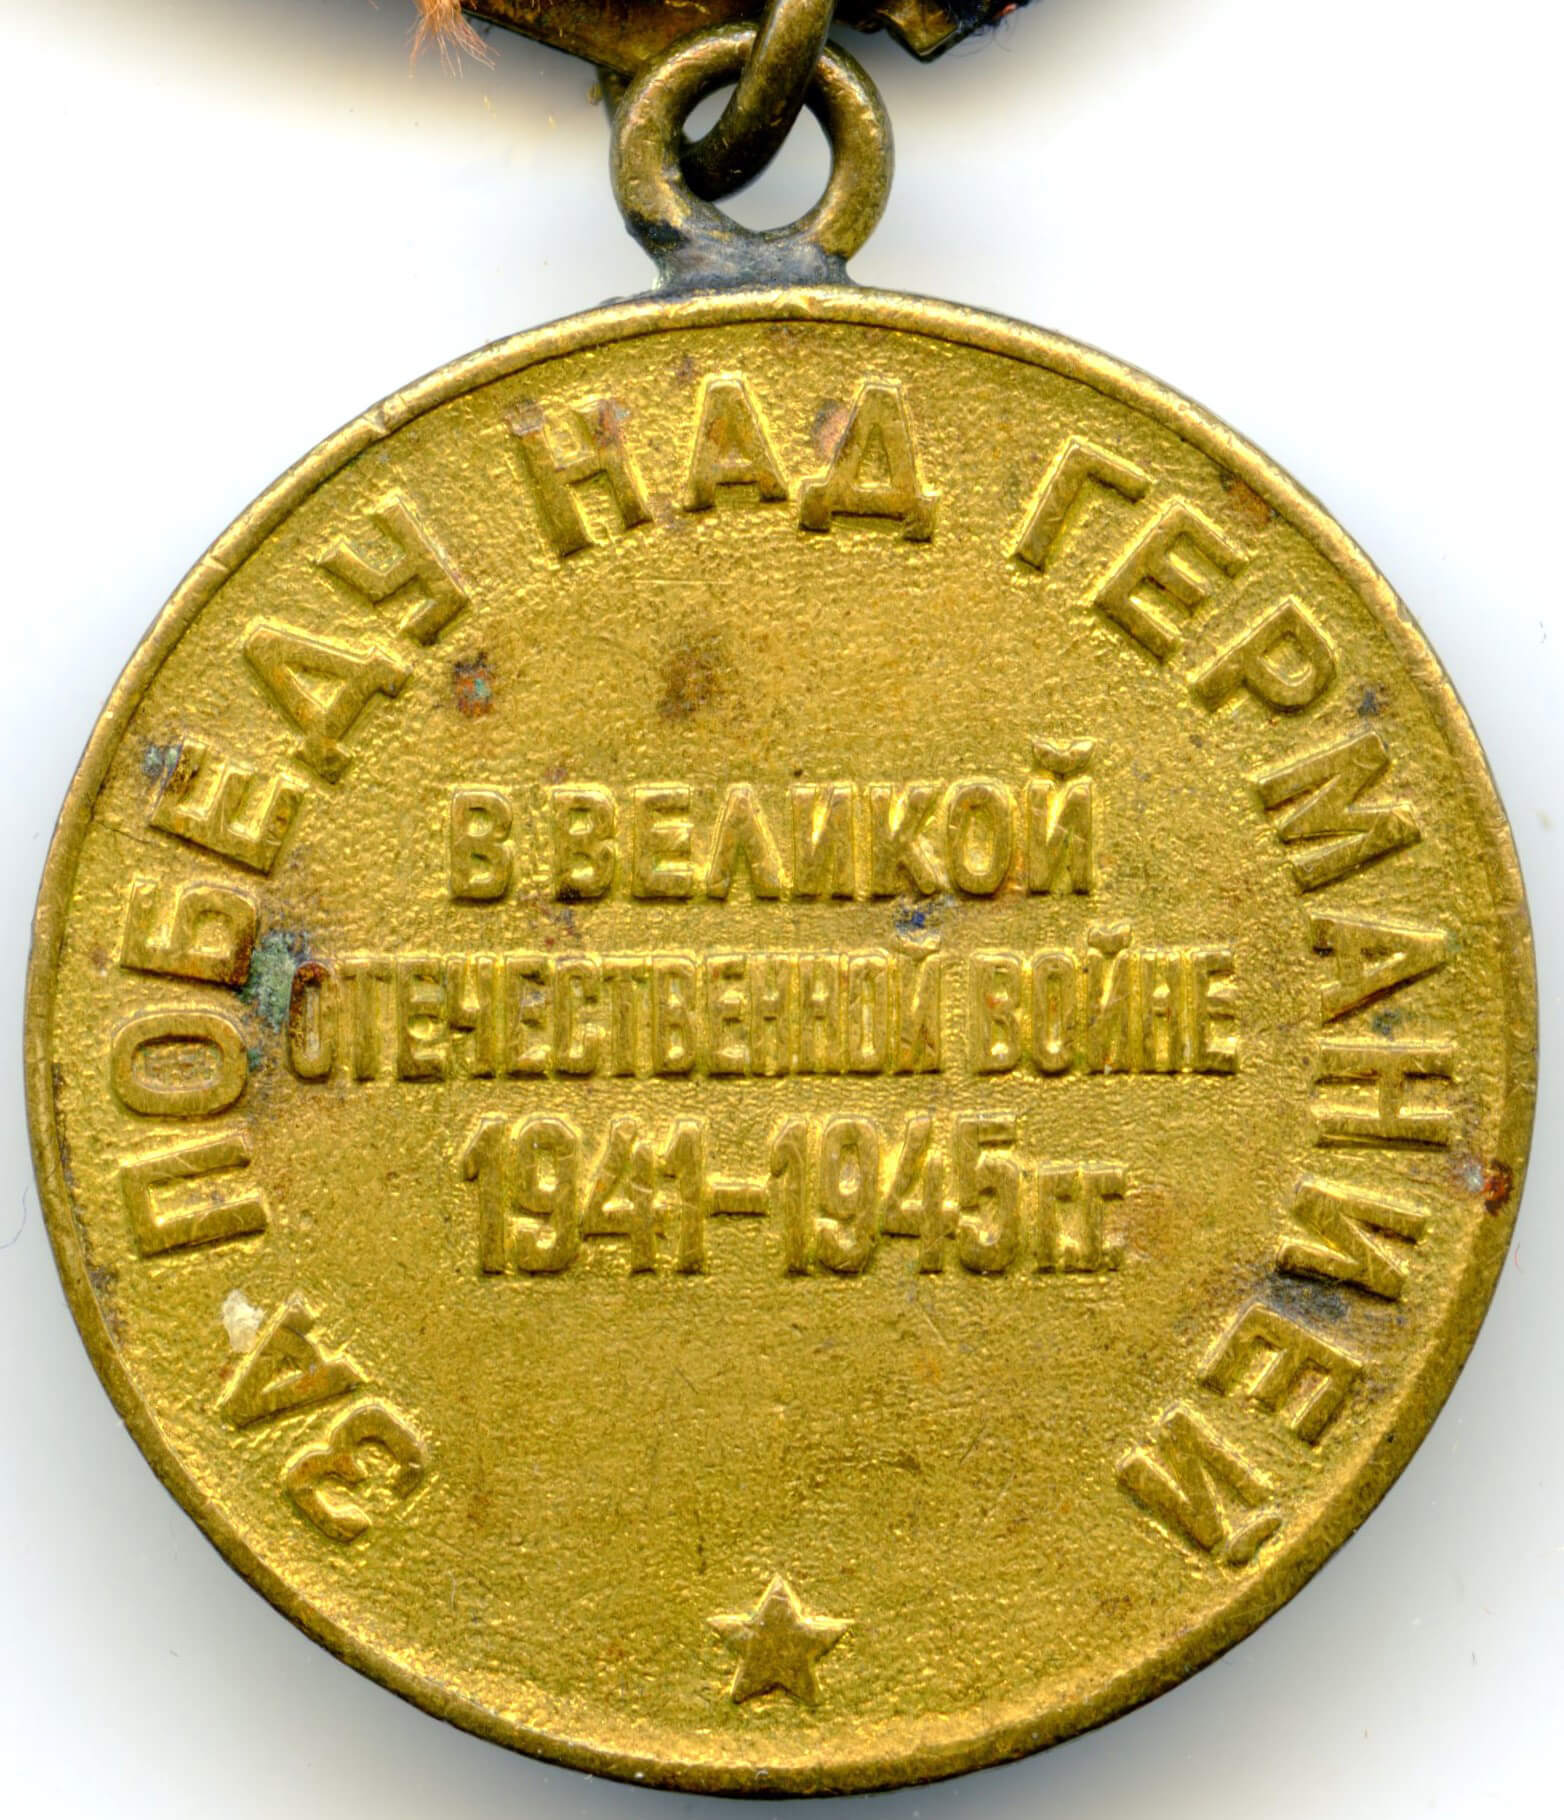 ЗА ПОБЕДУ НАД ГЕРМАНИЕЙ
В ВЕЛИКОЙ
ОТЕЧЕСТВЕННОЙ ВОЙНЕ
1941-1945 гг.